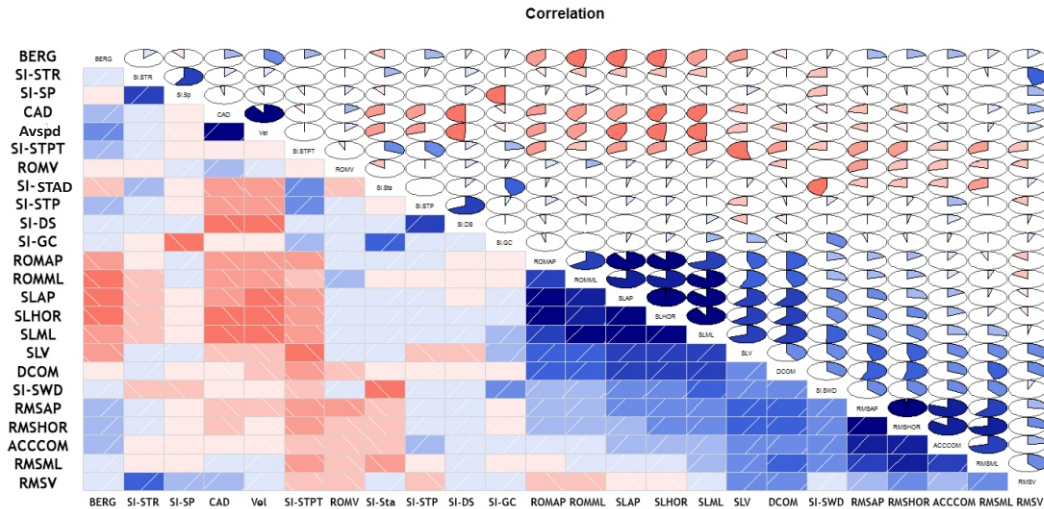 Correlation
BERG BERG
SI-STR SI.STR
SI-SP SI.Sp
CAD CAD
Avspd Vel
SI-STPT SI.STPT
ROMV ROMV
SI-STAD SI.Sta
SI-STP SI.STP
SI-DS SI.DS
SI-GC SI.GC
ROMAP ROMAP
ROMML ROMML
SLAP SLAP
SLHOR SLHOR
SLML SLML
SLV SLV
DCOM DCOM
SI-SWD SI.SWD
RMSAP RMSAP
RMSHOR RMSHOR
ACCCOM ACCCOM
RMSML RMSML
RMSV RMSV
BERG SI-STR SI-SP CAD Vel SI-STPT ROMV SI-Sta SI-STP SI-DS SI-GC ROMAP ROMML SLAP SLHOR SLML SLV DCOM SI-SWD RMSAP RMSHOR ACCCOM RMSML RMSV